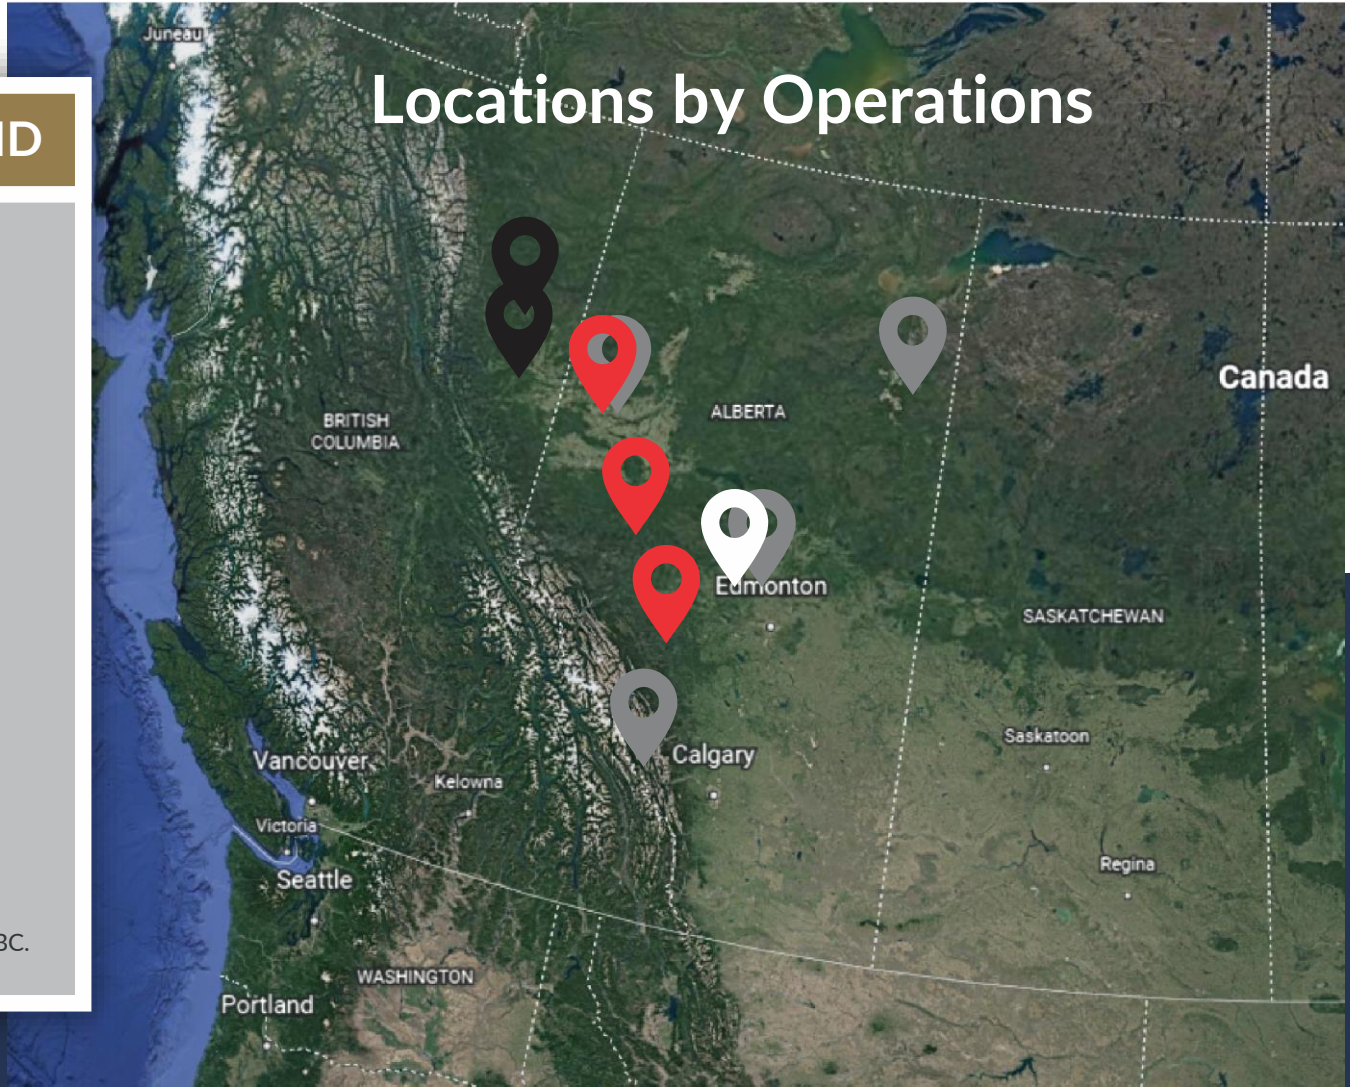 Juneau
Locations by Operations
Canada
BRITISH
COLUMBIA
ALBERTA
Edmonton
SASKATCHEWAN
Saskatoon
Calgary
Vancouver
Kelowna
Victoria
Regina
Seattle
BC.
WASHINGTON
Portland